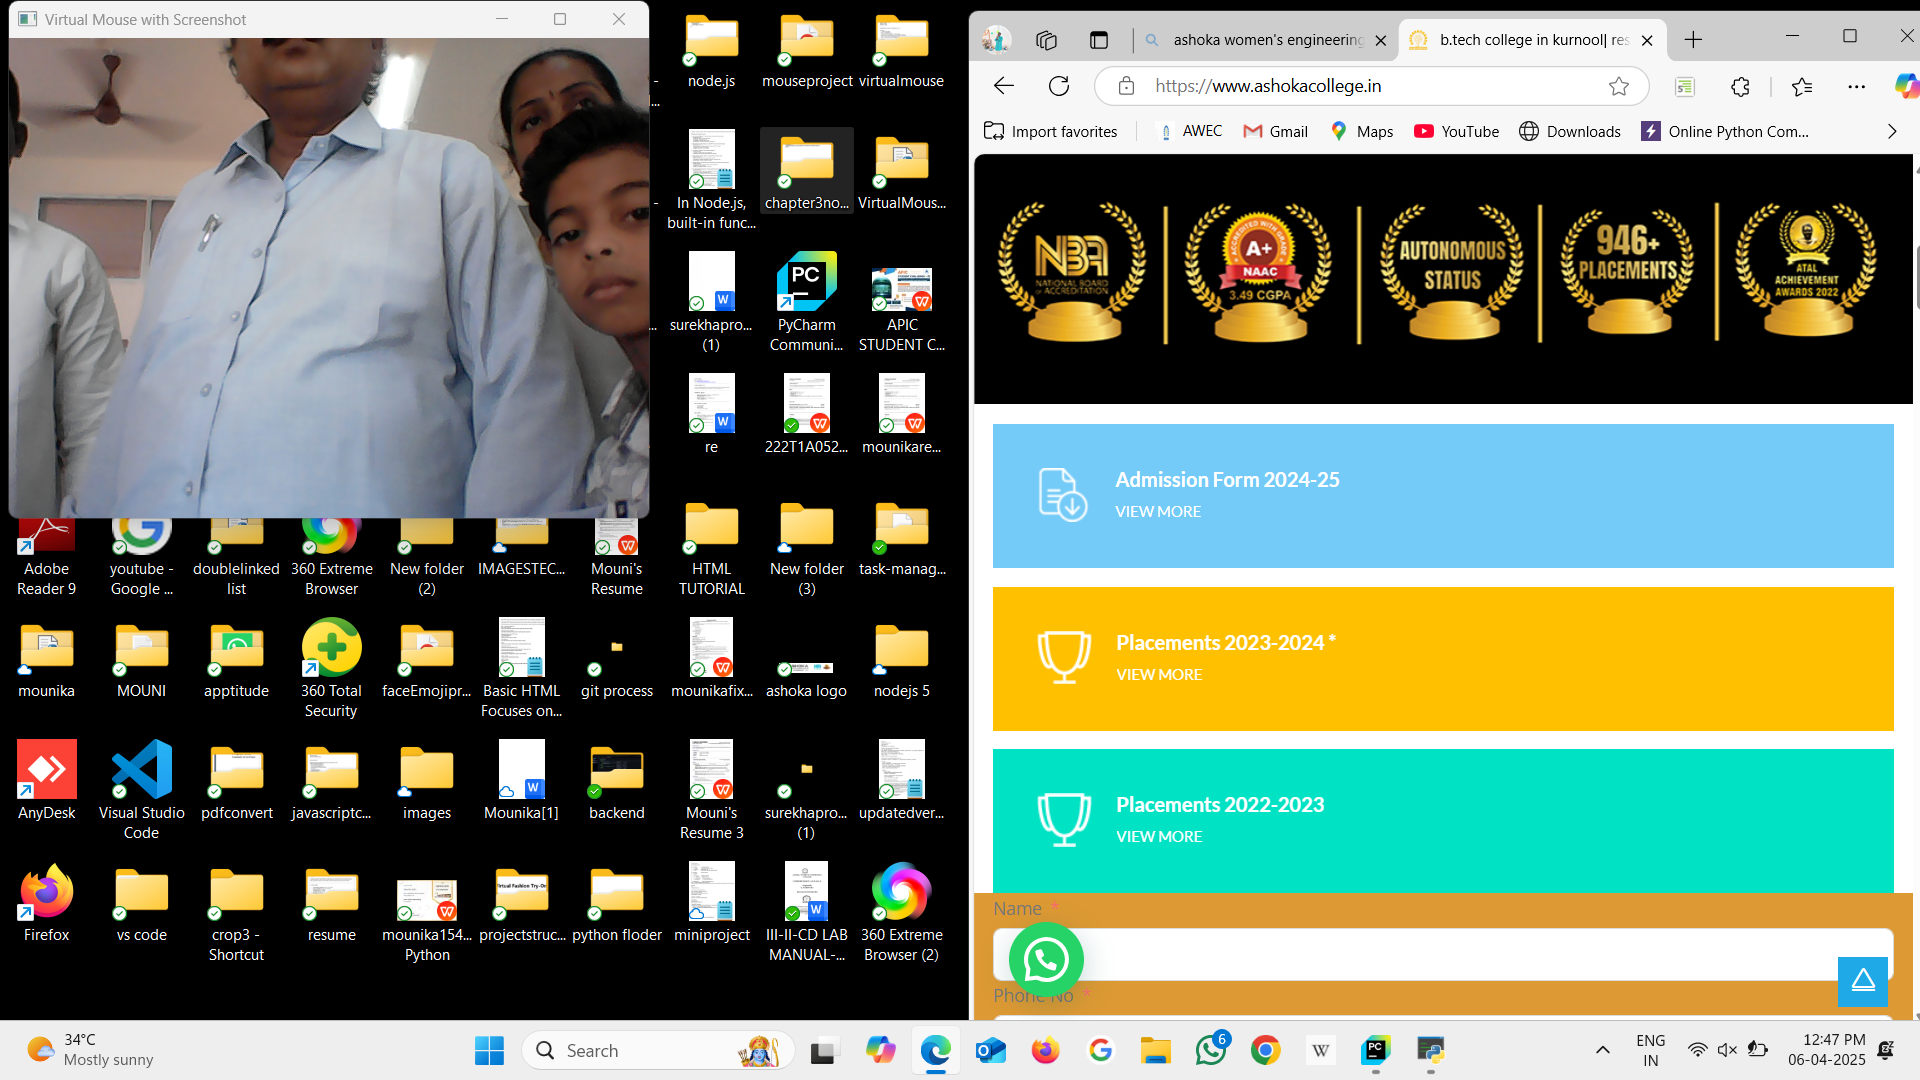 Virtual Mouse with Screenshot
node.js
mouseproject
virtualmouse
In Node.js,
built-in func...
chapter3no...
VirtualMous...
surekhapro...
(1)
PyCharm
Communi...
APIC
STUDENT C...
re
222T1A052...
mounikare...
Adobe
Reader 9
youtube -
Google ...
doublelinked
list
360 Extreme
Browser
New folder
(2)
IMAGESTEC...
Mouni's
Resume
HTML
TUTORIAL
New folder
(3)
task-manag...
mounika
MOUNI
apptitude
360 Total
Security
faceEmojipr...
Basic HTML
Focuses on...
git process
mounikafix...
ashoka logo
nodejs 5
AnyDesk
Visual Studio
Code
pdfconvert
javascriptc...
images
Mounika[1]
backend
Mouni's
Resume 3
surekhapro...
(1)
updatedver...
Firefox
vs code
crop3 -
Shortcut
resume
mounika154...
Python
projectstruc...
python floder
miniproject
III-II-CD LAB
MANUAL-...
360 Extreme
Browser (2)
ashoka women's engineering
b.tech college in kurnool| res
https://www.ashokacollege.in
Import favorites
AWEC
Gmail
Maps
YouTube
Downloads
Online Python Com...
NBA
NATIONAL BOARD
OF ACCREDITATION
ACCREDITED WITH GRADE
A+
NAAC
3.49 CGPA
AUTONOMOUS
STATUS
946+
PLACEMENTS
ATAL
ACHIEVEMENT
AWARDS 2022
Admission Form 2024-25
VIEW MORE
Placements 2023-2024 *
VIEW MORE
Placements 2022-2023
VIEW MORE
Name *
Phone No *
34°C
Mostly sunny
Search
6
ENG
IN
12:47 PM
06-04-2025